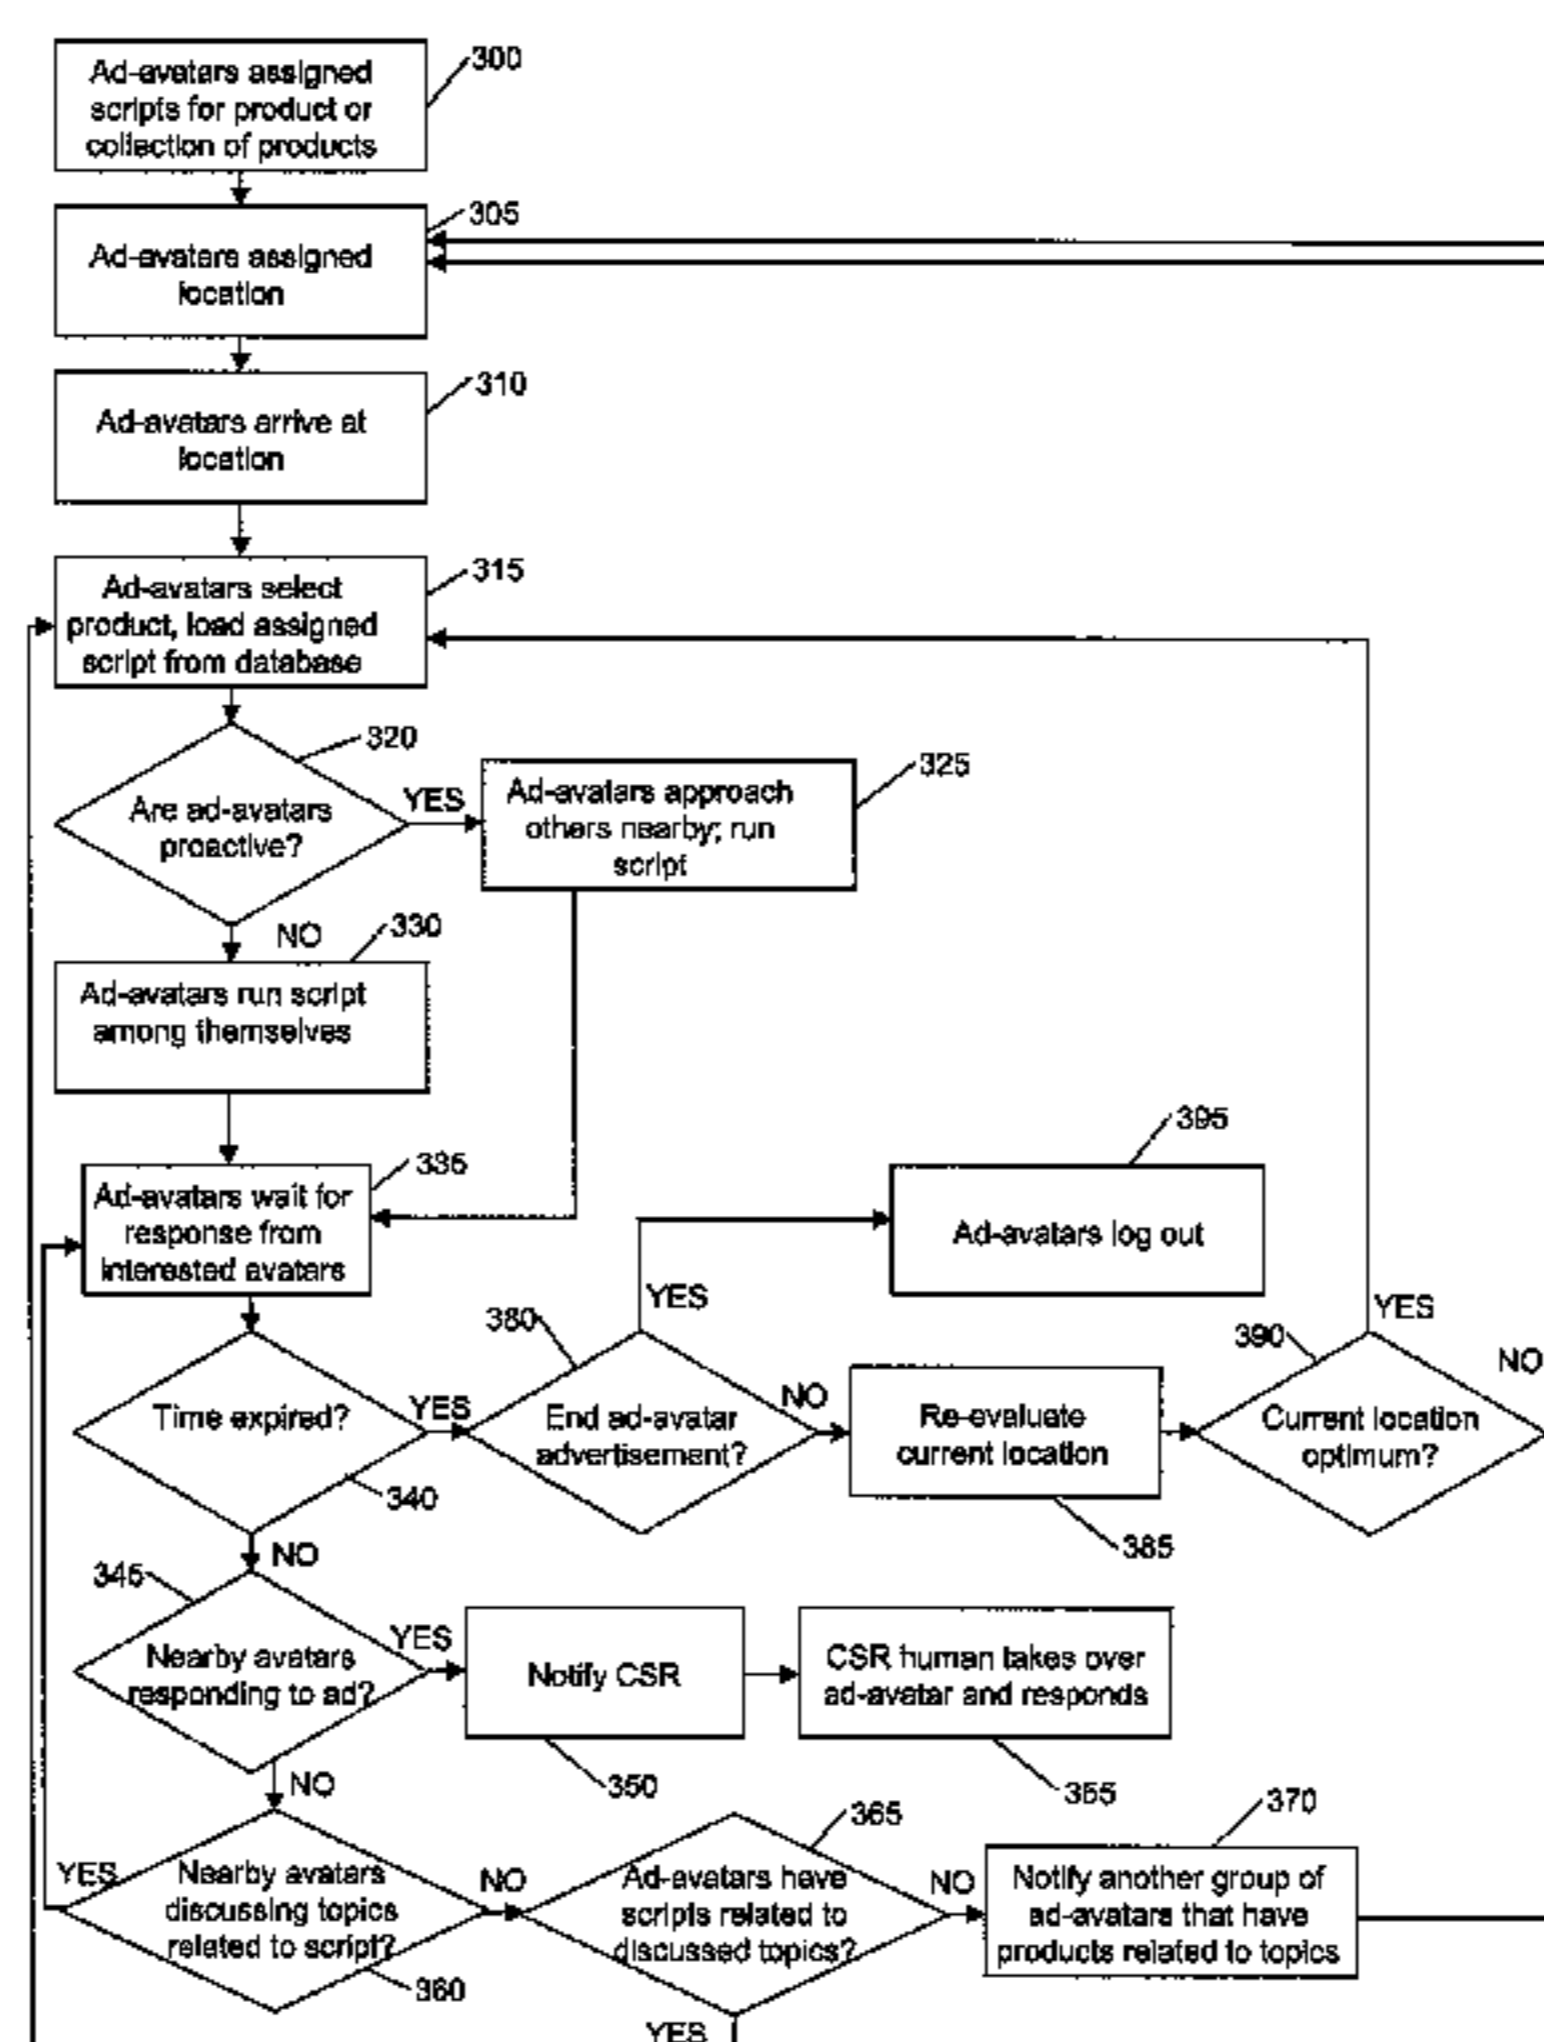 Ad-avatars assigned
scripts for product or
collection of products
300
305
Ad-avatars assigned
location
310
Ad-avatars arrive at
location
315
Ad-avatars select
product, load assigned
script from database
320
Are ad-avatars
proactive?
YES
325
Ad-avatars approach
others nearby; run
script
NO
330
Ad-avatars run script
among themselves
395
335
Ad-avatars wait for
response from
interested avatars
Ad-avatars log out
YES
YES
380
390
NO
Time expired?
YES
End ad-avatar
advertisement?
NO
Re-evaluate
current location
Current location
optimum?
340
385
NO
345
Nearby avatars
responding to ad?
YES
Notify CSR
CSR human takes over
ad-avatar and responds
350
355
NO
365
370
YES
Nearby avatars
discussing topics
related to script?
NO
Ad-avatars have
scripts related to
discussed topics?
NO
Notify another group of
ad-avatars that have
products related to topics
360
YES